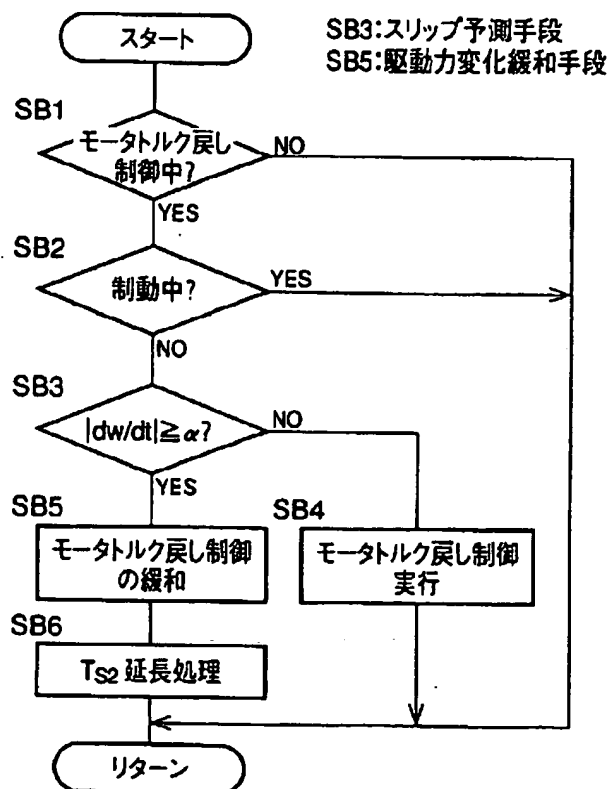 スタート
SB3:スリップ予測手段
SB5:駆動力変化緩和手段
SB1
モータトルク戻し
制御中?
NO
YES
SB2
制動中?
YES
NO
SB3
|dw/dt|≧α?
NO
YES
SB5
モータトルク戻し制御
の緩和
SB4
モータトルク戻し制御
実行
SB6
TS2 延長処理
リターン